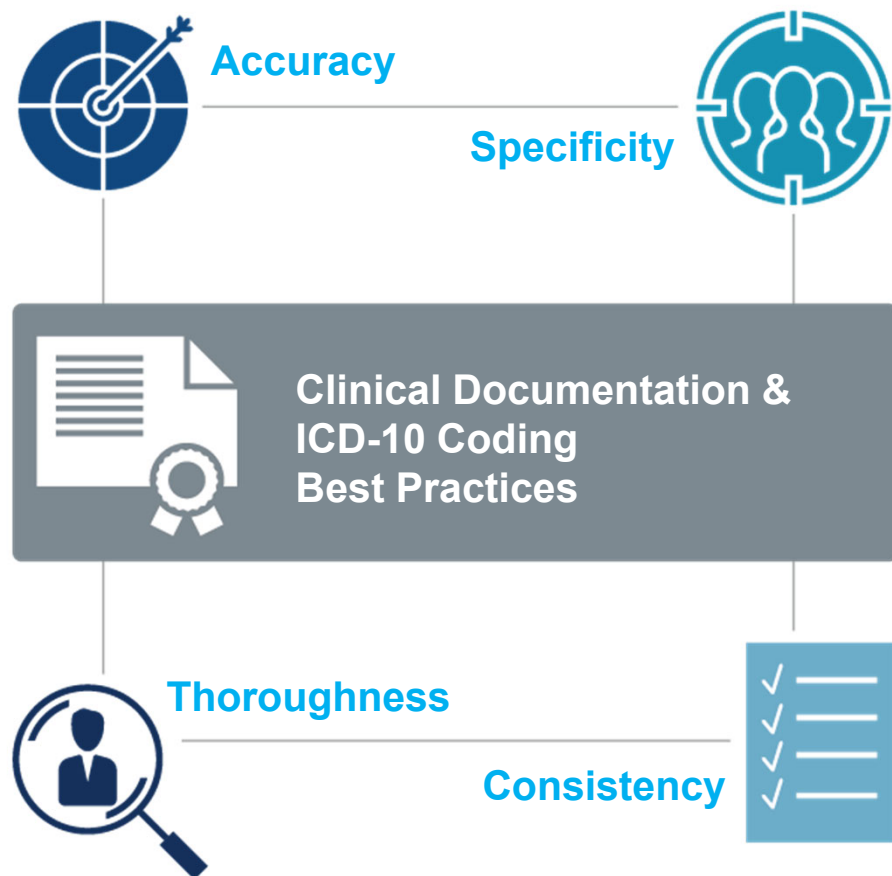 Accuracy
Specificity
Clinical Documentation &
ICD-10 Coding
Best Practices
Thoroughness
Consistency